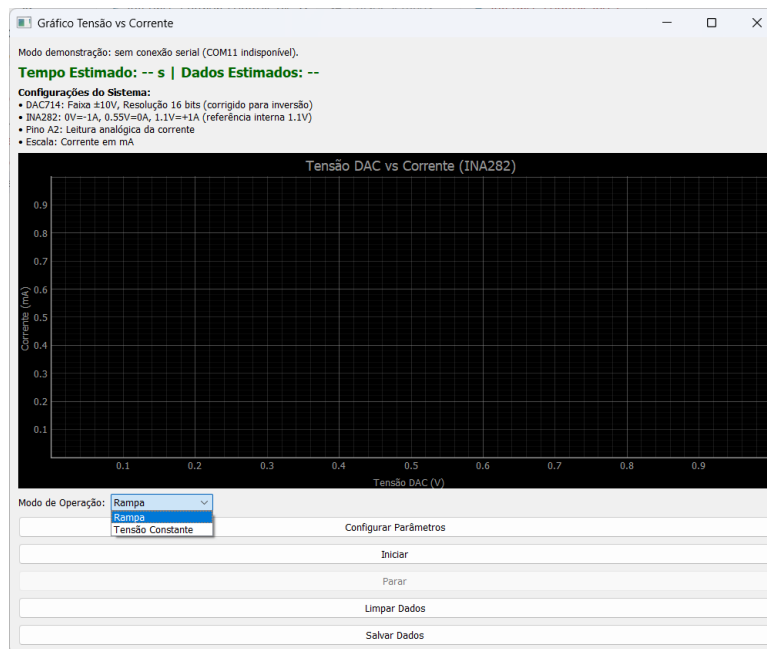 Gráfico Tensão vs Corrente
Modo demonstração: sem conexão serial (COM11 indisponível).
Tempo Estimado: -- s | Dados Estimados: --
Configurações do Sistema:
• DAC714: Faixa ±10V, Resolução 16 bits (corrigido para inversão)
• INA282: 0V=-1A, 0.55V=0A, 1.1V=+1A (referência interna 1.1V)
• Pino A2: Leitura analógica da corrente
• Escala: Corrente em mA
Tensão DAC vs Corrente (INA282)
0.9
0.8
0.7
0.6
0.5
0.4
0.3
0.2
0.1
Corrente (mA)
0.1 0.2 0.3 0.4 0.5 0.6 0.7 0.8 0.9
Tensão DAC (V)
Modo de Operação: Rampa
Rampa
Tensão Constante
Configurar Parâmetros
Iniciar
Parar
Limpar Dados
Salvar Dados